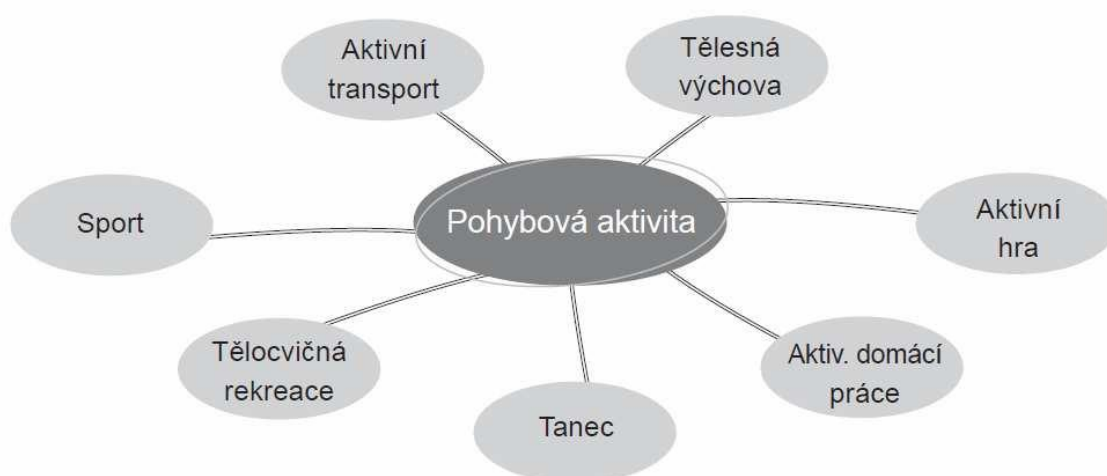 Aktivní
transport
Tělesná
výchova
Sport
Pohybová aktivita
Aktivní
hra
Tělocvičná
rekreace
Aktiv. domácí
práce
Tanec